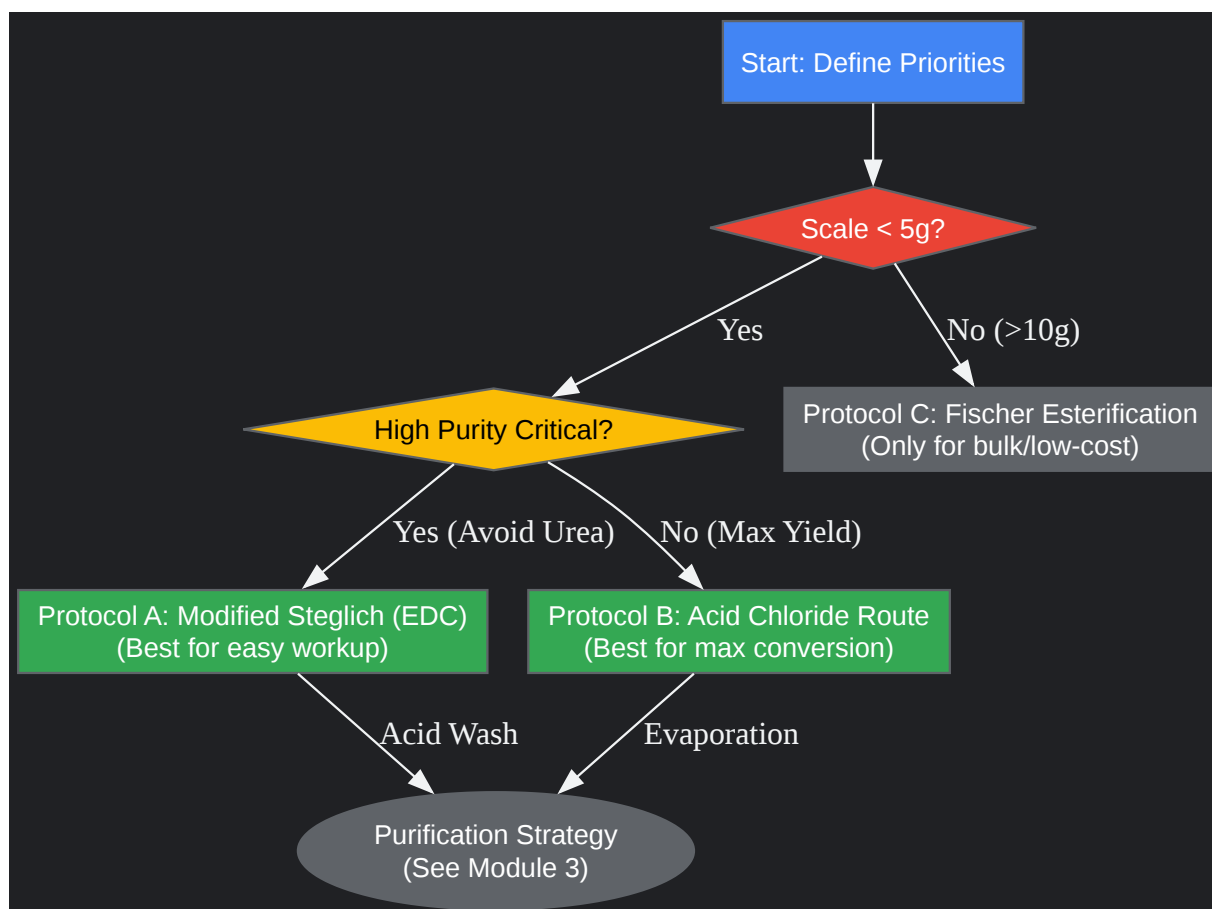 Start: Define Priorities
Scale < 5g?
Yes
No (>10g)
Protocol C: Fischer Esterification
(Only for bulk/low-cost)
High Purity Critical?
Yes (Avoid Urea)
No (Max Yield)
Protocol A: Modified Steglich (EDC)
(Best for easy workup)
Protocol B: Acid Chloride Route
(Best for max conversion)
Acid Wash
Evaporation
Purification Strategy
(See Module 3)